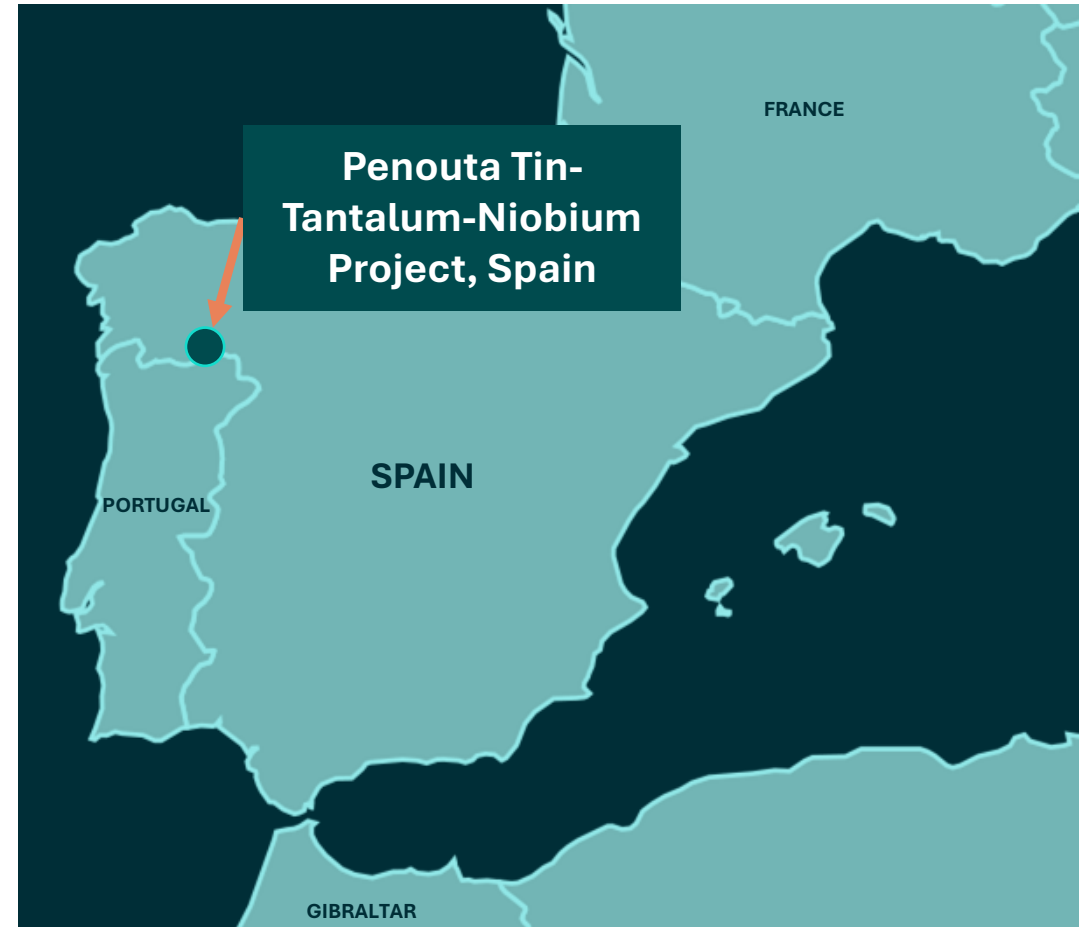 FRANCE
Penouta Tin-
Tantalum-Niobium
Project, Spain
SPAIN
PORTUGAL
GIBRALTAR